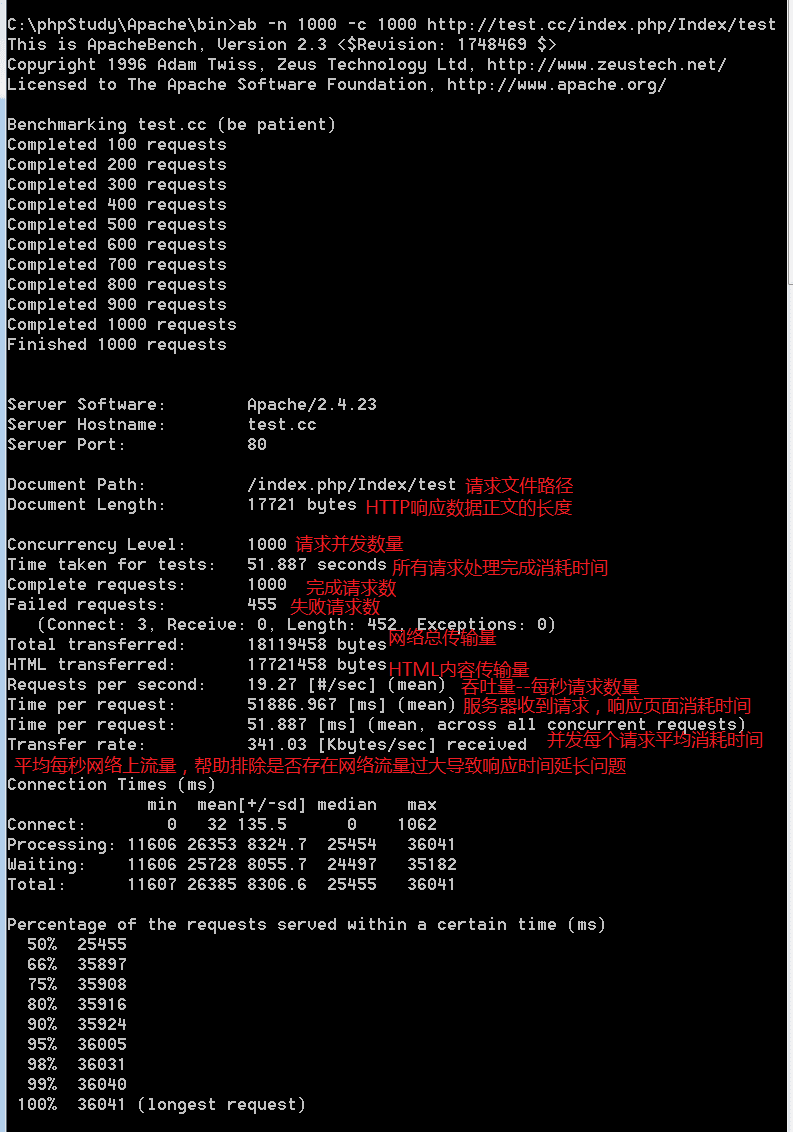 C:\phpStudy\Apache\bin>ab -n 1000 -c 1000 http://test.cc/index.php/Index/test
This is ApacheBench, Version 2.3 <$Revision: 1748469 $>
Copyright 1996 Adam Twiss, Zeus Technology Ltd, http://www.zeustech.net/
Licensed to The Apache Software Foundation, http://www.apache.org/
Benchmarking test.cc (be patient)
Completed 100 requests
Completed 200 requests
Completed 300 requests
Completed 400 requests
Completed 500 requests
Completed 600 requests
Completed 700 requests
Completed 800 requests
Completed 900 requests
Completed 1000 requests
Finished 1000 requests
Server Software: Apache/2.4.23
Server Hostname: test.cc
Server Port: 80
Document Path: /index.php/Index/test 请求文件路径
Document Length: 17721 bytes HTTP响应数据正文的长度
Concurrency Level: 1000 请求并发数量
Time taken for tests: 51.887 seconds 所有请求处理完成消耗时间
Complete requests: 1000 完成请求数
Failed requests: 455 失败请求数
(Connect: 3, Receive: 0, Length: 452, Exceptions: 0)
Total transferred: 18119458 bytes 网络总传输量
HTML transferred: 17721458 bytes HTML内容传输量
Requests per second: 19.27 [#/sec] (mean) 吞吐量--每秒请求数量
Time per request: 51886.967 [ms] (mean) 服务器收到请求，响应页面消耗时间
Time per request: 51.887 [ms] (mean, across all concurrent requests)
Transfer rate: 341.03 [Kbytes/sec] received 并发每个请求平均消耗时间
平均每秒网络上流量，帮助排除是否存在网络流量过大导致响应时间延长问题
Connection Times (ms)
min mean[+/-sd] median max
Connect: 0 32 135.5 0 1062
Processing: 11606 26353 8324.7 25454 36041
Waiting: 11606 25728 8055.7 24497 35182
Total: 11607 26385 8306.6 25455 36041
Percentage of the requests served within a certain time (ms)
50% 25455
66% 35897
75% 35908
80% 35916
90% 35924
95% 36005
98% 36031
99% 36040
100% 36041 (longest request)